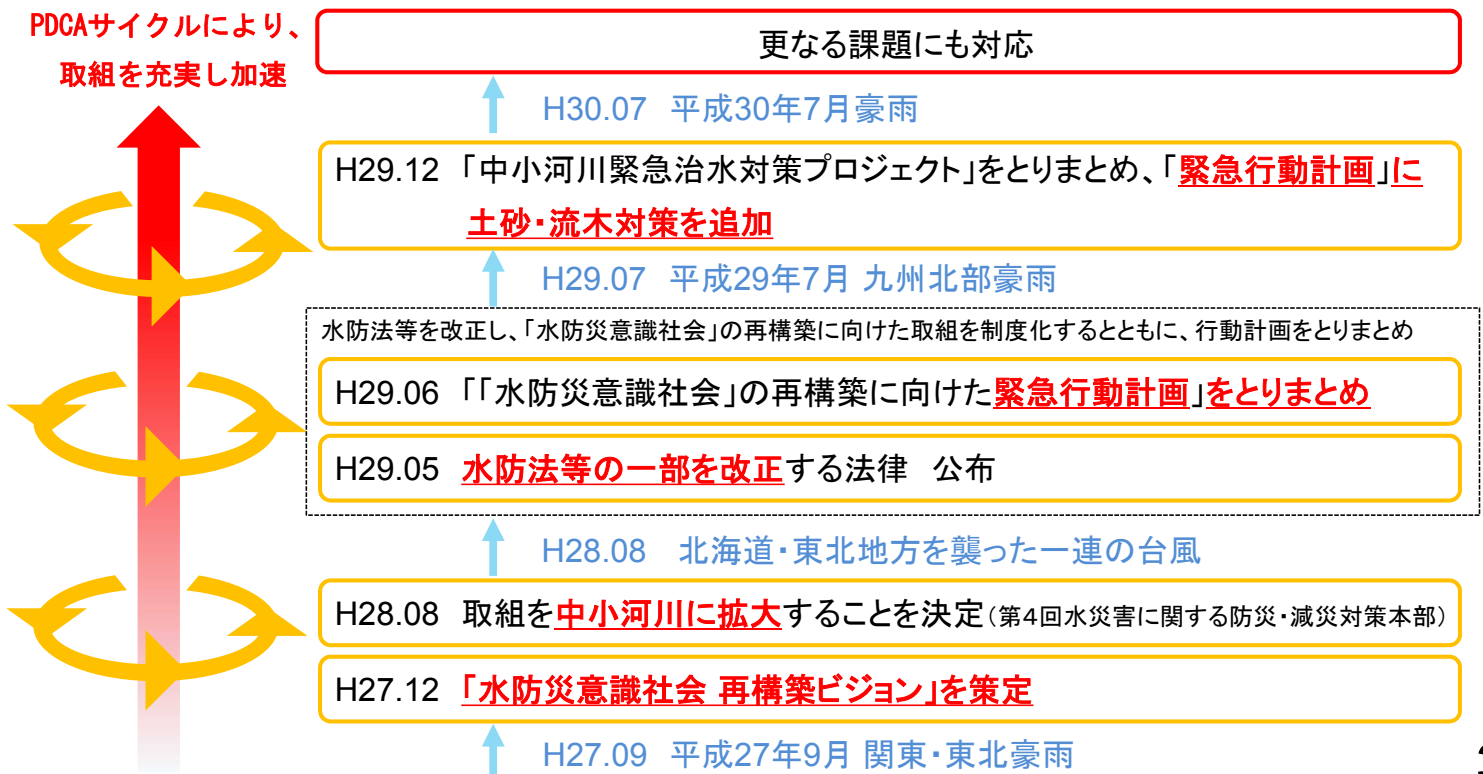 PDCAサイクルにより、
取組を充実し加速
更なる課題にも対応
H30.07 平成30年7月豪雨
H29.12 「中小河川緊急治水対策プロジェクト」をとりまとめ、「緊急行動計画」に
土砂・流木対策を追加
H29.07 平成29年7月 九州北部豪雨
水防法等を改正し、「水防災意識社会」の再構築に向けた取組を制度化するとともに、行動計画をとりまとめ
H29.06 「「水防災意識社会」の再構築に向けた緊急行動計画」をとりまとめ
H29.05 水防法等の一部を改正する法律 公布
H28.08 北海道・東北地方を襲った一連の台風
H28.08 取組を中小河川に拡大することを決定(第4回水災害に関する防災・減災対策本部)
H27.12 「水防災意識社会 再構築ビジョン」を策定
H27.09 平成27年9月 関東・東北豪雨